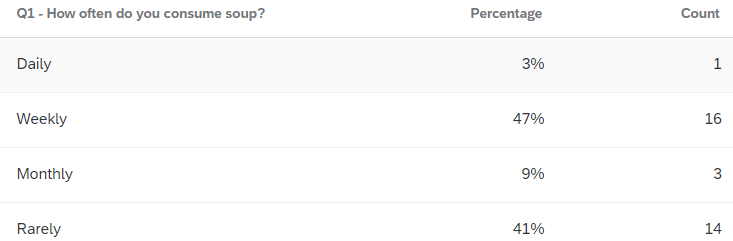 Q1 - How often do you consume soup? Percentage Count
Daily 3% 1
Weekly 47% 16
Monthly 9% 3
Rarely 41% 14